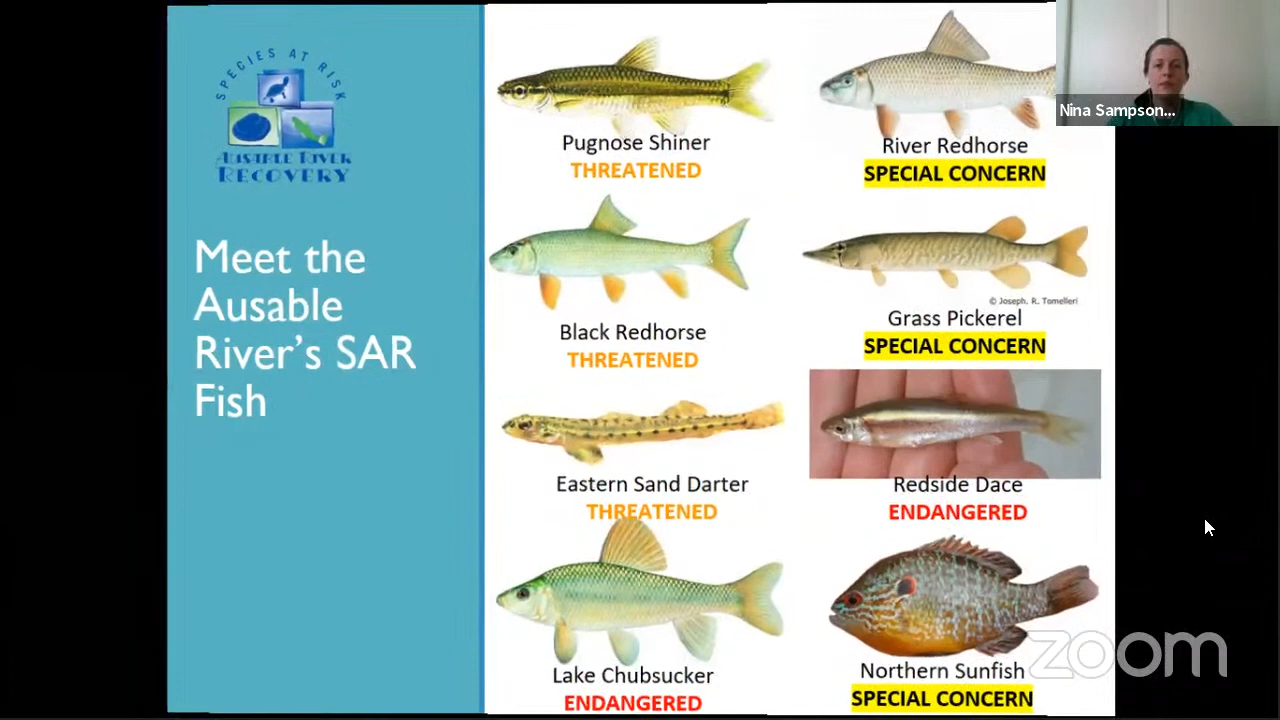 SPECIES AT RISK
AUSABLE RIVER
RECOVERY
Meet the
Ausable
River's SAR
Fish
Pugnose Shiner
THREATENED
River Redhorse
SPECIAL CONCERN
Black Redhorse
THREATENED
© Joseph. R. Tomelleri
Grass Pickerel
SPECIAL CONCERN
Eastern Sand Darter
THREATENED
Redside Dace
ENDANGERED
Lake Chubsucker
ENDANGERED
Northern Sunfish
SPECIAL CONCERN
Nina Sampson...
zoom